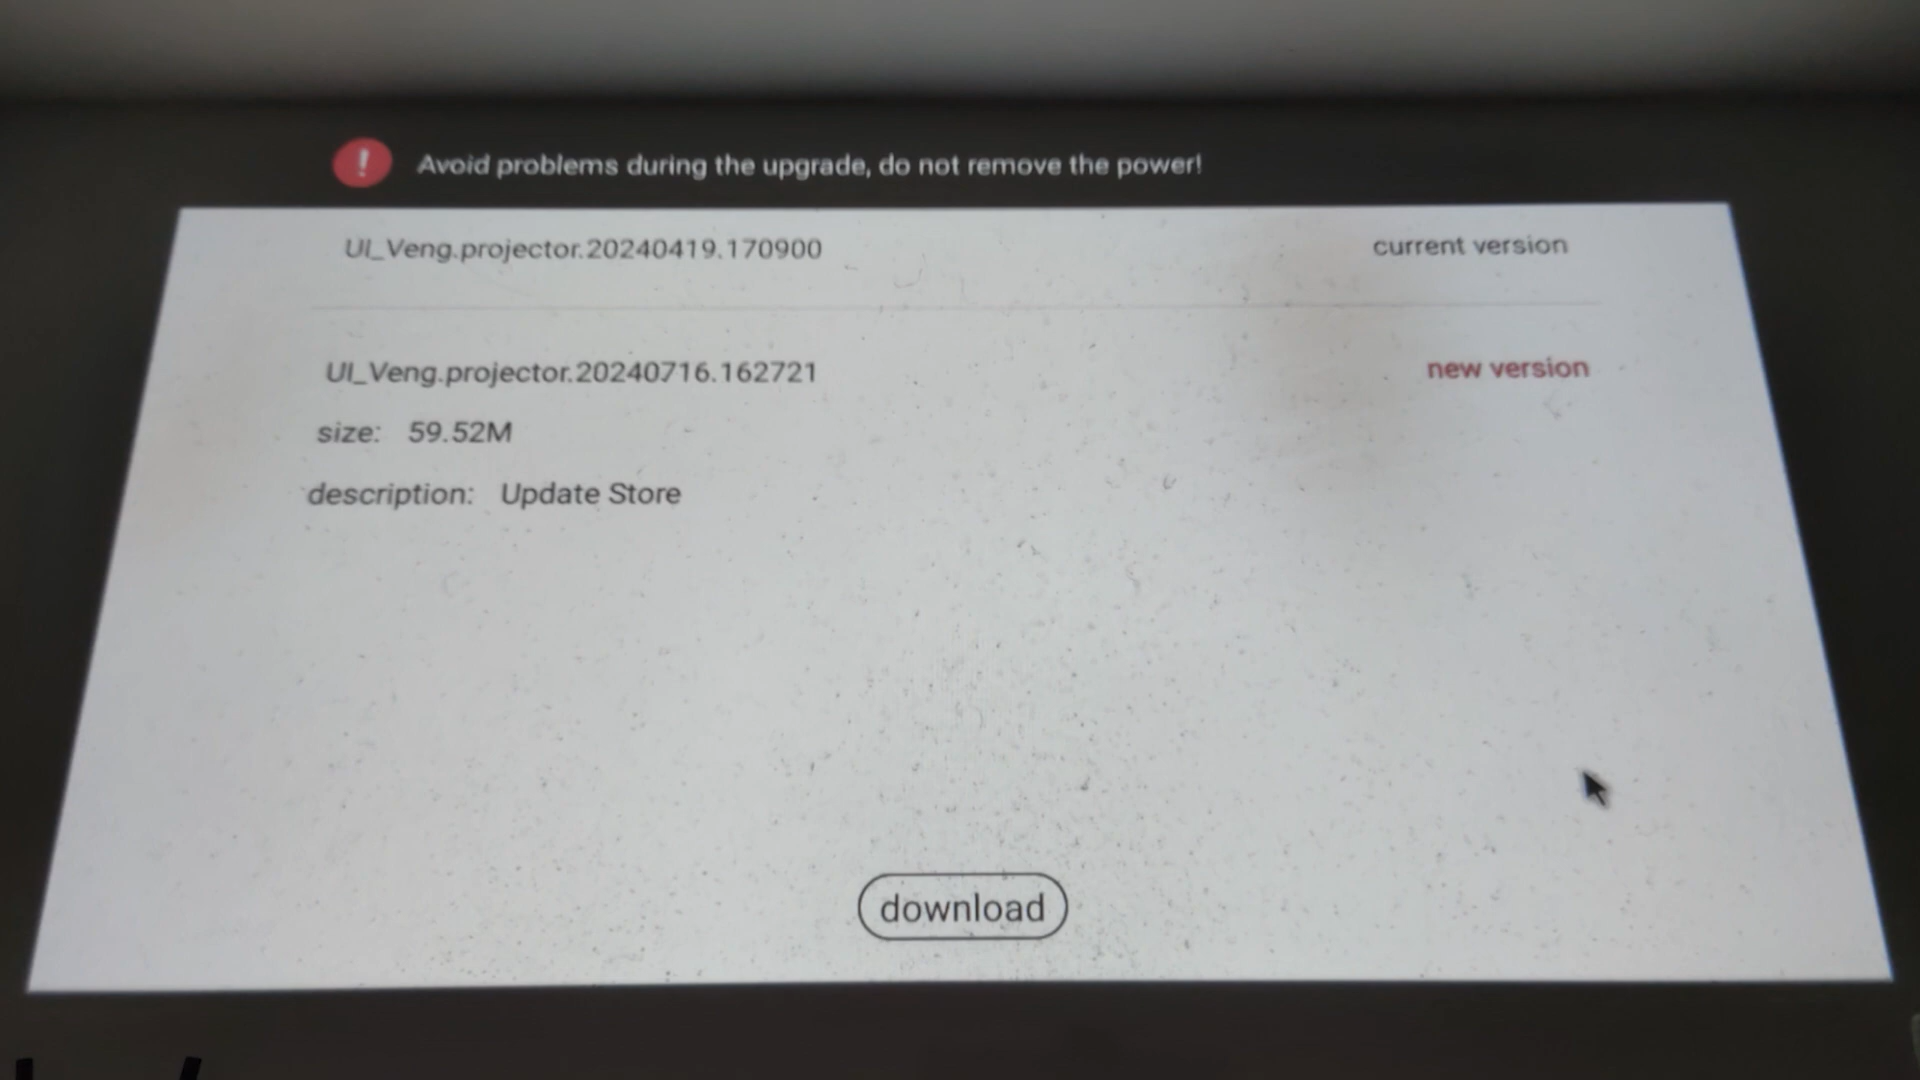 ! Avoid problems during the upgrade, do not remove the power!
UI_Veng.projector.20240419.170900 current version
UI_Veng.projector.20240716.162721 new version
size: 59.52M
description: Update Store
download